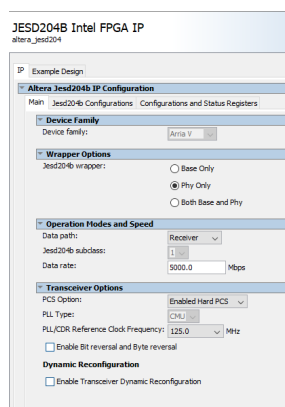 JESD204B Intel FPGA IP
altera_jesd204
IP Example Design
Altera Jesd204b IP Configuration
Main Jesd204b Configurations Configurations and Status Registers
Device Family
Device family: Arria V
Wrapper Options
Jesd204b wrapper: Base Only
Phy Only
Both Base and Phy
Operation Modes and Speed
Data path: Receiver
Jesd204b subclass: 1
Data rate: 5000.0 Mbps
Transceiver Options
PCS Option: Enabled Hard PCS
PLL Type: CMU
PLL/CDR Reference Clock Frequency: 125.0 MHz
Enable Bit reversal and Byte reversal
Dynamic Reconfiguration
Enable Transceiver Dynamic Reconfiguration